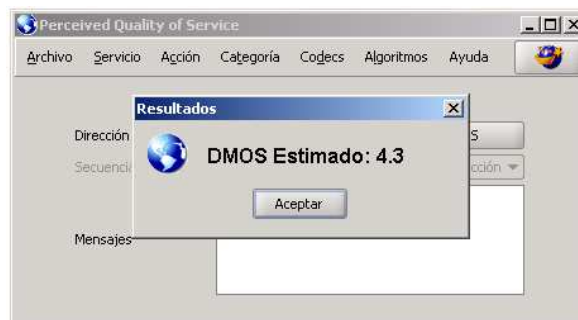 Perceived Quality of Service
Archivo Servicio Acción Categoría Codecs Algoritmos Ayuda
Resultados
Dirección
DMOS Estimado: 4.3
Aceptar
Mensajes